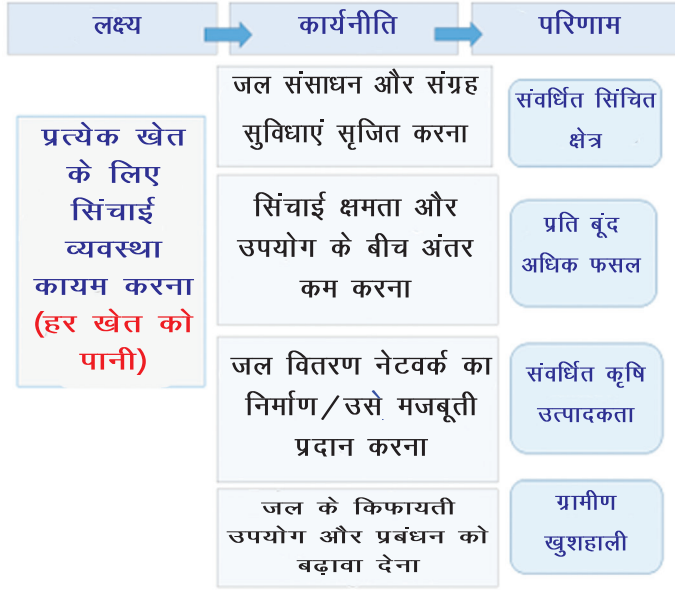 लक्ष्य
कार्यनीति
परिणाम
प्रत्येक खेत
के लिए
सिंचाई
व्यवस्था
कायम करना
(हर खेत को
पानी)
जल संसाधन और संग्रह
सुविधाएं सृजित करना
सिंचाई क्षमता और
उपयोग के बीच अंतर
कम करना
जल वितरण नेटवर्क का
निर्माण/उसे मजबूती
प्रदान करना
जल के किफायती
उपयोग और प्रबंधन को
बढ़ावा देना
संवर्धित सिंचित
क्षेत्र
प्रति बूंद
अधिक फसल
संवर्धित कृषि
उत्पादकता
ग्रामीण
खुशहाली